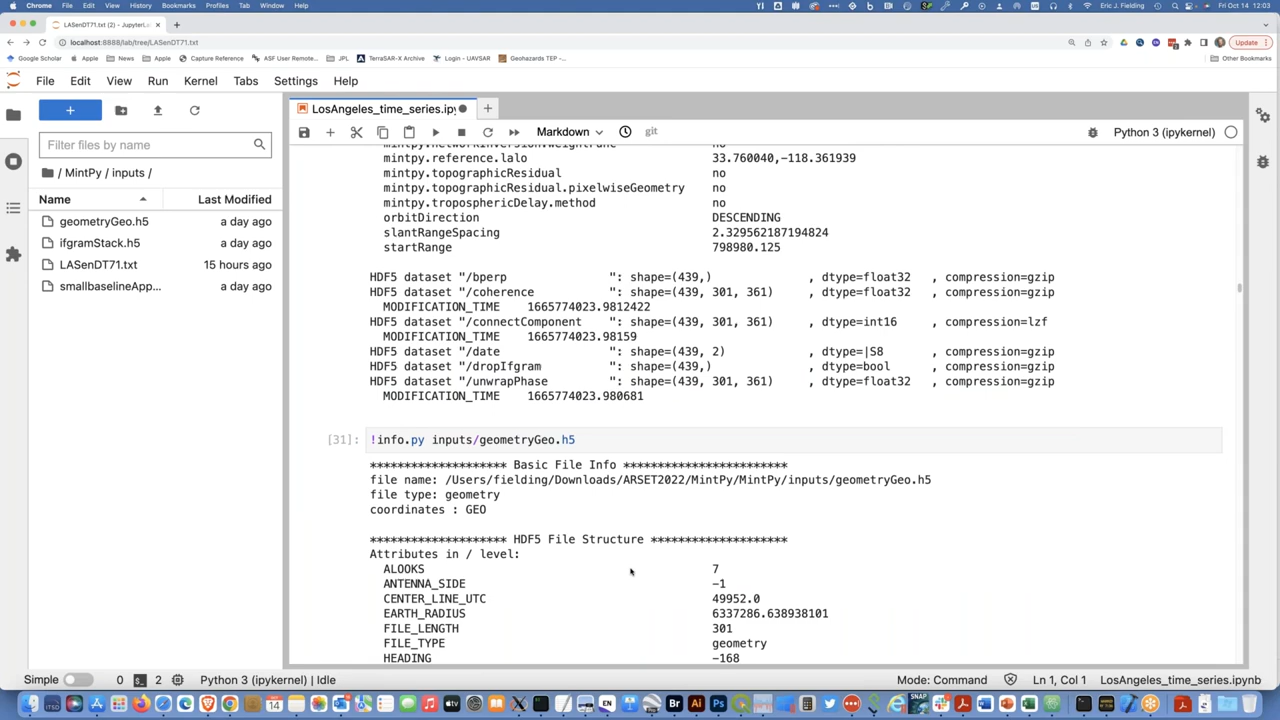 Chrome File Edit View History Bookmarks Profiles Tab Window Help Eric J. Fielding Fri Oct 14 12:03
LASenDT71.txt (2) - JupyterL
localhost:8888/lab/tree/LASenDT71.txt Update
Google Scholar Apple News Apple Capture Reference ASF User Remote... JPL TerraSAR-X Archive Login - UAVSAR Geohazards TEP -... Other Bookmarks
File Edit View Run Kernel Tabs Settings Help
LosAngeles_time_series.ipy
Markdown git Python 3 (ipykernel)
Filter files by name
/ MintPy / inputs /
Name Last Modified
geometryGeo.h5 a day ago
ifgramStack.h5 a day ago
LASenDT71.txt 15 hours ago
smallbaselineApp... a day ago
mintpy.networkInversion.weightFunc no
mintpy.reference.lalo 33.760040,-118.361939
mintpy.topographicResidual no
mintpy.topographicResidual.pixelwiseGeometry no
mintpy.troposphericDelay.method no
orbitDirection DESCENDING
slantRangeSpacing 2.329562187194824
startRange 798980.125
HDF5 dataset "/bperp ": shape=(439,) , dtype=float32 , compression=gzip
HDF5 dataset "/coherence ": shape=(439, 301, 361) , dtype=float32 , compression=gzip
MODIFICATION_TIME 1665774023.9812422
HDF5 dataset "/connectComponent ": shape=(439, 301, 361) , dtype=int16 , compression=lzf
MODIFICATION_TIME 1665774023.98159
HDF5 dataset "/date ": shape=(439, 2) , dtype=|S8 , compression=gzip
HDF5 dataset "/dropIfgram ": shape=(439,) , dtype=bool , compression=gzip
HDF5 dataset "/unwrapPhase ": shape=(439, 301, 361) , dtype=float32 , compression=gzip
MODIFICATION_TIME 1665774023.980681
[31]: !info.py inputs/geometryGeo.h5
******************** Basic File Info ************************
file name: /Users/fielding/Downloads/ARSET2022/MintPy/MintPy/inputs/geometryGeo.h5
file type: geometry
coordinates : GEO
******************** HDF5 File Structure ********************
Attributes in / level:
ALOOKS 7
ANTENNA_SIDE -1
CENTER_LINE_UTC 49952.0
EARTH_RADIUS 6337286.638938101
FILE_LENGTH 301
FILE_TYPE geometry
HEADING -168
Simple 0 2 Python 3 (ipykernel) | Idle Mode: Command Ln 1, Col 1 LosAngeles_time_series.ipynb